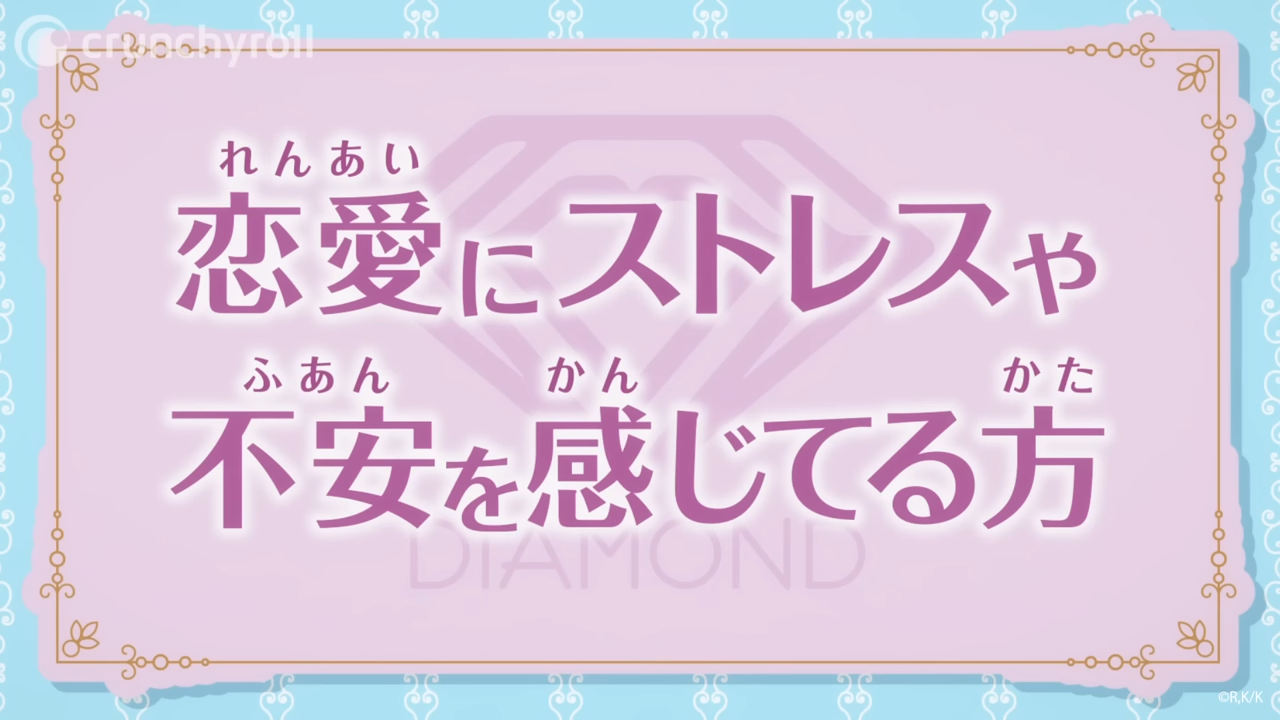 crunchyroll
れんあい
恋愛にストレスや
ふあん かん かた
不安を感じてる方
DIAMOND
©R,K/K